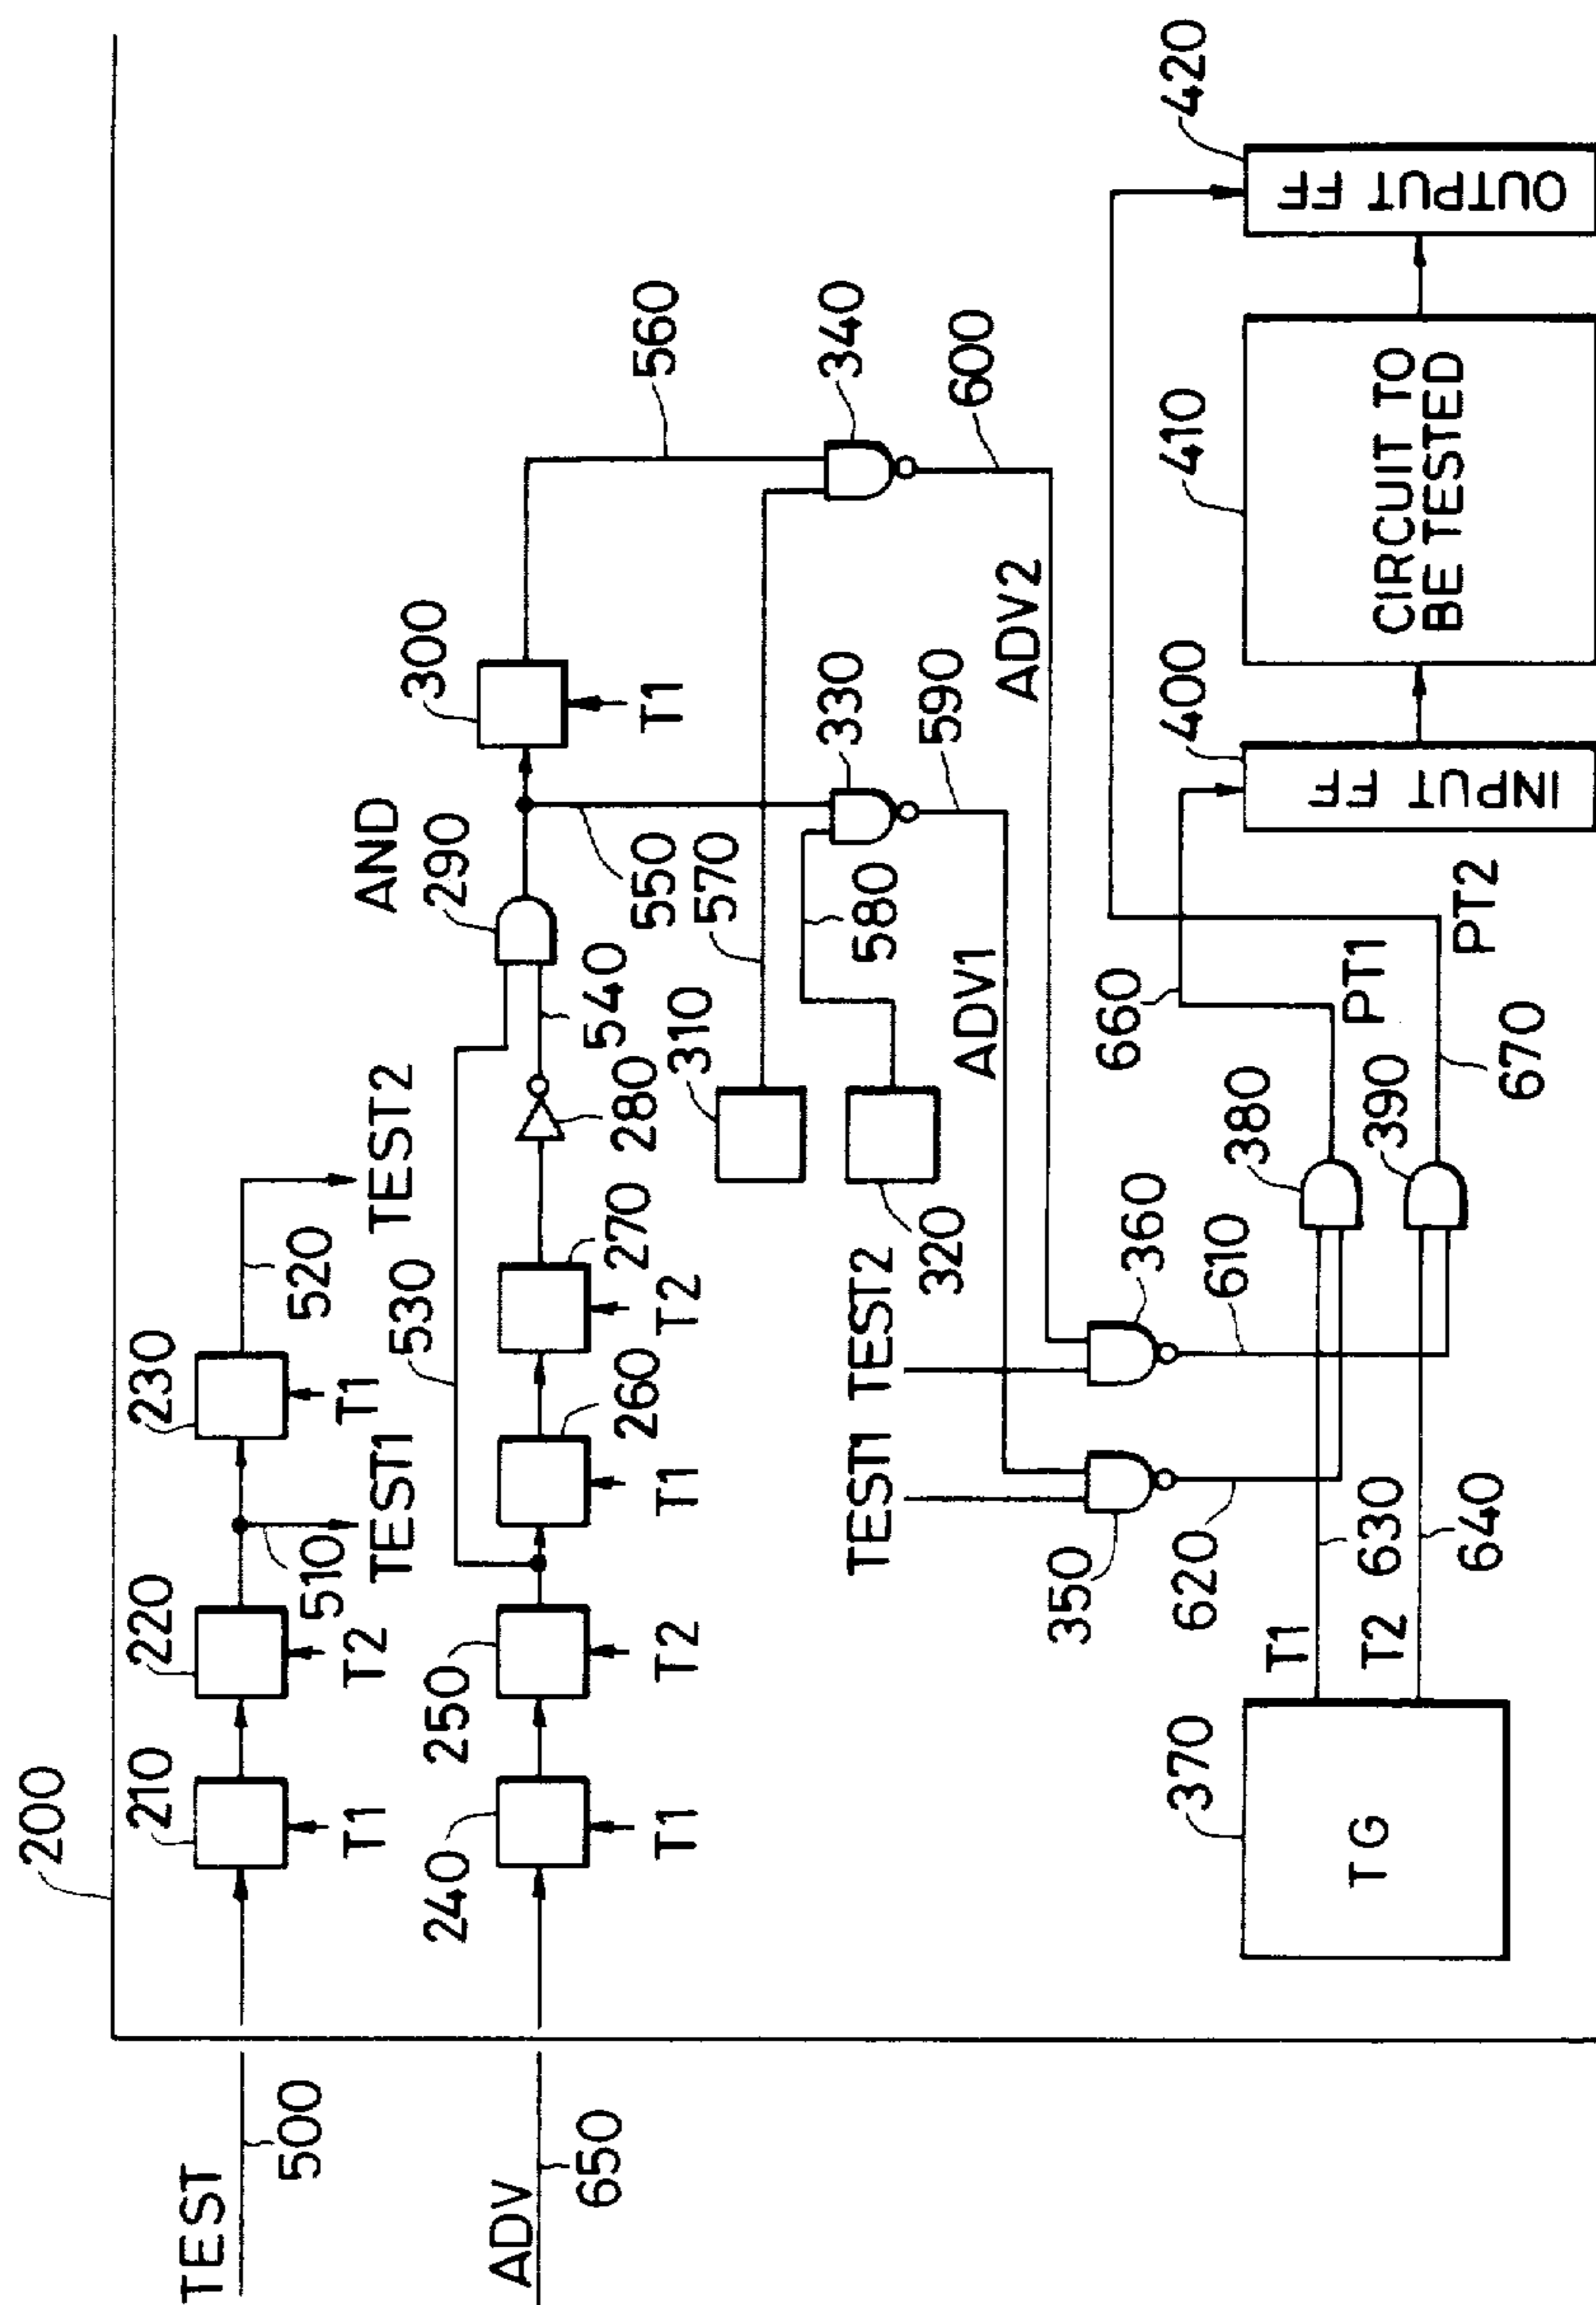 200
TEST
500
210
T1
220
T2
510
TEST1
230
T1
520
TEST2
ADV
650
240
T1
250
T2
530
260
T1
270
T2
280
540
AND
290
550
300
T1
560
310
570
320
580
330
340
590
600
ADV1
ADV2
TEST1
TEST2
350
360
620
610
370
TG
T1
630
T2
640
380
390
660
PT1
670
PT2
400
INPUT FF
410
CIRCUIT TO
BE TESTED
420
OUTPUT FF